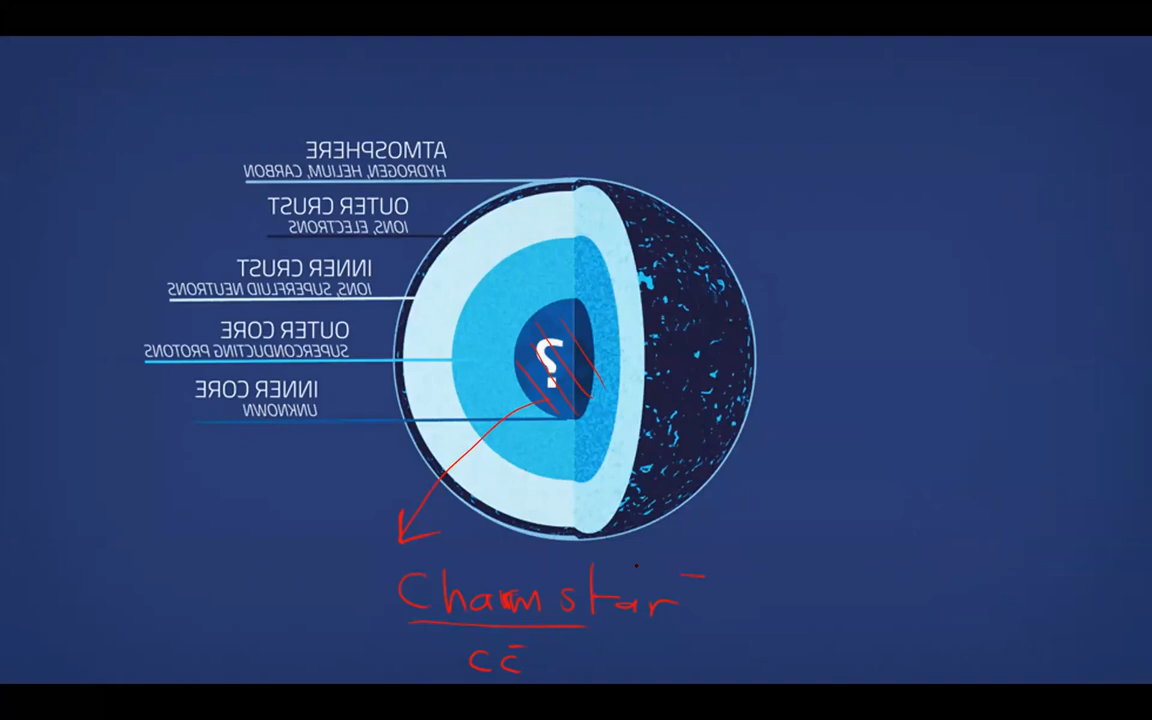 ATMOSPHERE
HYDROGEN, HELIUM, CARBON
OUTER CRUST
IONS, ELECTRONS
INNER CRUST
IONS, SUPERFLUID NEUTRONS
OUTER CORE
SUPERCONDUCTING PROTONS
?
INNER CORE
UNKNOWN
Charm star
cc̄